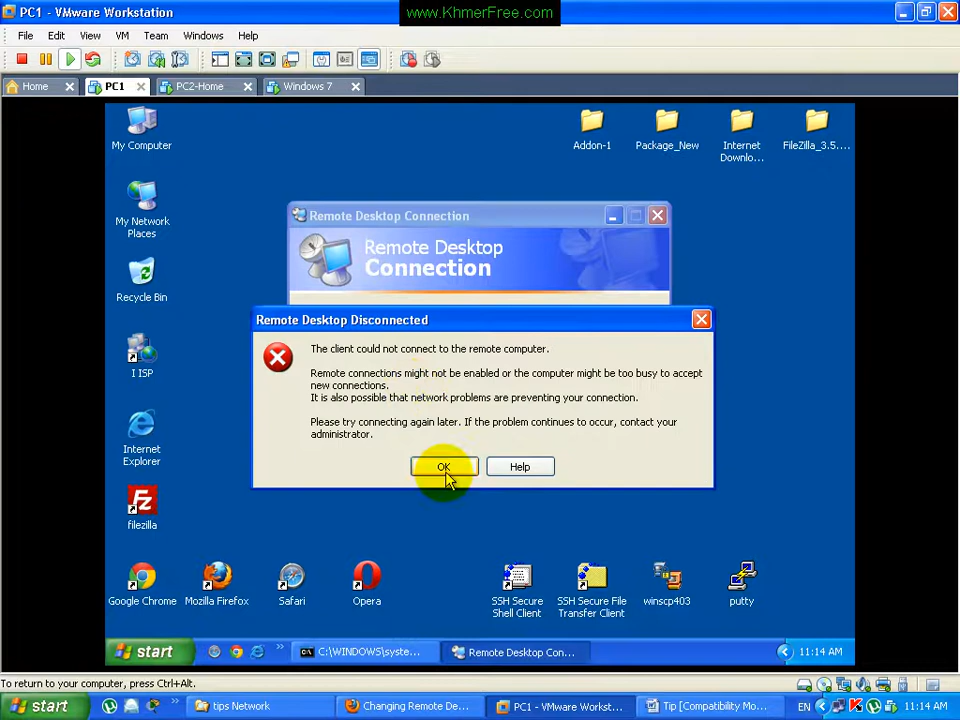 PC1 - VMware Workstation
www.KhmerFree.com
File Edit View VM Team Windows Help
Home PC1 PC2-Home Windows 7
My Computer
Addon-1
Package_New
Internet
Downlo...
FileZilla_3.5....
My Network
Places
Recycle Bin
I ISP
Internet
Explorer
filezilla
Remote Desktop Connection
Remote Desktop
Connection
Remote Desktop Disconnected
The client could not connect to the remote computer.
Remote connections might not be enabled or the computer might be too busy to accept
new connections.
It is also possible that network problems are preventing your connection.
Please try connecting again later. If the problem continues to occur, contact your
administrator.
OK Help
Google Chrome
Mozilla Firefox
Safari
Opera
SSH Secure
Shell Client
SSH Secure File
Transfer Client
winscp403
putty
start
C:\WINDOWS\syste...
Remote Desktop Con...
11:14 AM
To return to your computer, press Ctrl+Alt.
start
tips Network
Changing Remote De...
PC1 - VMware Workst...
Tip [Compatibility Mo...
EN
11:14 AM